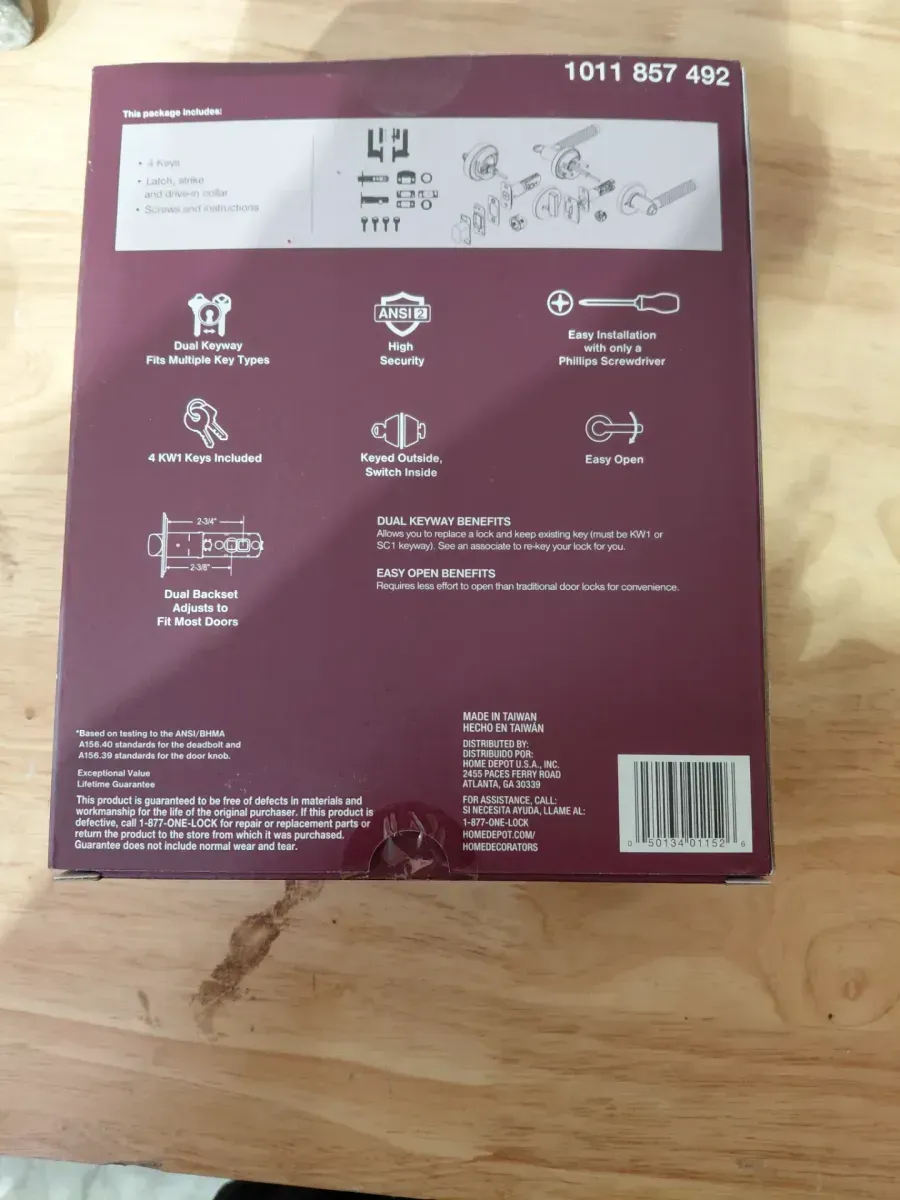 1011 857 492
This package includes:
• 4 Keys
• Latch, strike
and drive-in collar
• Screws and instructions
Dual Keyway
Fits Multiple Key Types
ANSI 2
High
Security
Easy Installation
with only a
Phillips Screwdriver
4 KW1 Keys Included
Keyed Outside,
Switch Inside
Easy Open
2-3/4"
2-3/8"
Dual Backset
Adjusts to
Fit Most Doors
DUAL KEYWAY BENEFITS
Allows you to replace a lock and keep existing key (must be KW1 or
SC1 keyway). See an associate to re-key your lock for you.
EASY OPEN BENEFITS
Requires less effort to open than traditional door locks for convenience.
*Based on testing to the ANSI/BHMA
A156.40 standards for the deadbolt and
A156.39 standards for the door knob.
Exceptional Value
Lifetime Guarantee
This product is guaranteed to be free of defects in materials and
workmanship for the life of the original purchaser. If this product is
defective, call 1-877-ONE-LOCK for repair or replacement parts or
return the product to the store from which it was purchased.
Guarantee does not include normal wear and tear.
MADE IN TAIWAN
HECHO EN TAIWÁN
DISTRIBUTED BY:
DISTRIBUIDO POR:
HOME DEPOT U.S.A., INC.
2455 PACES FERRY ROAD
ATLANTA, GA 30339
FOR ASSISTANCE, CALL:
SI NECESITA AYUDA, LLAME AL:
1-877-ONE-LOCK
HOMEDEPOT.COM/
HOMEDECORATORS
0 50134 01152 6